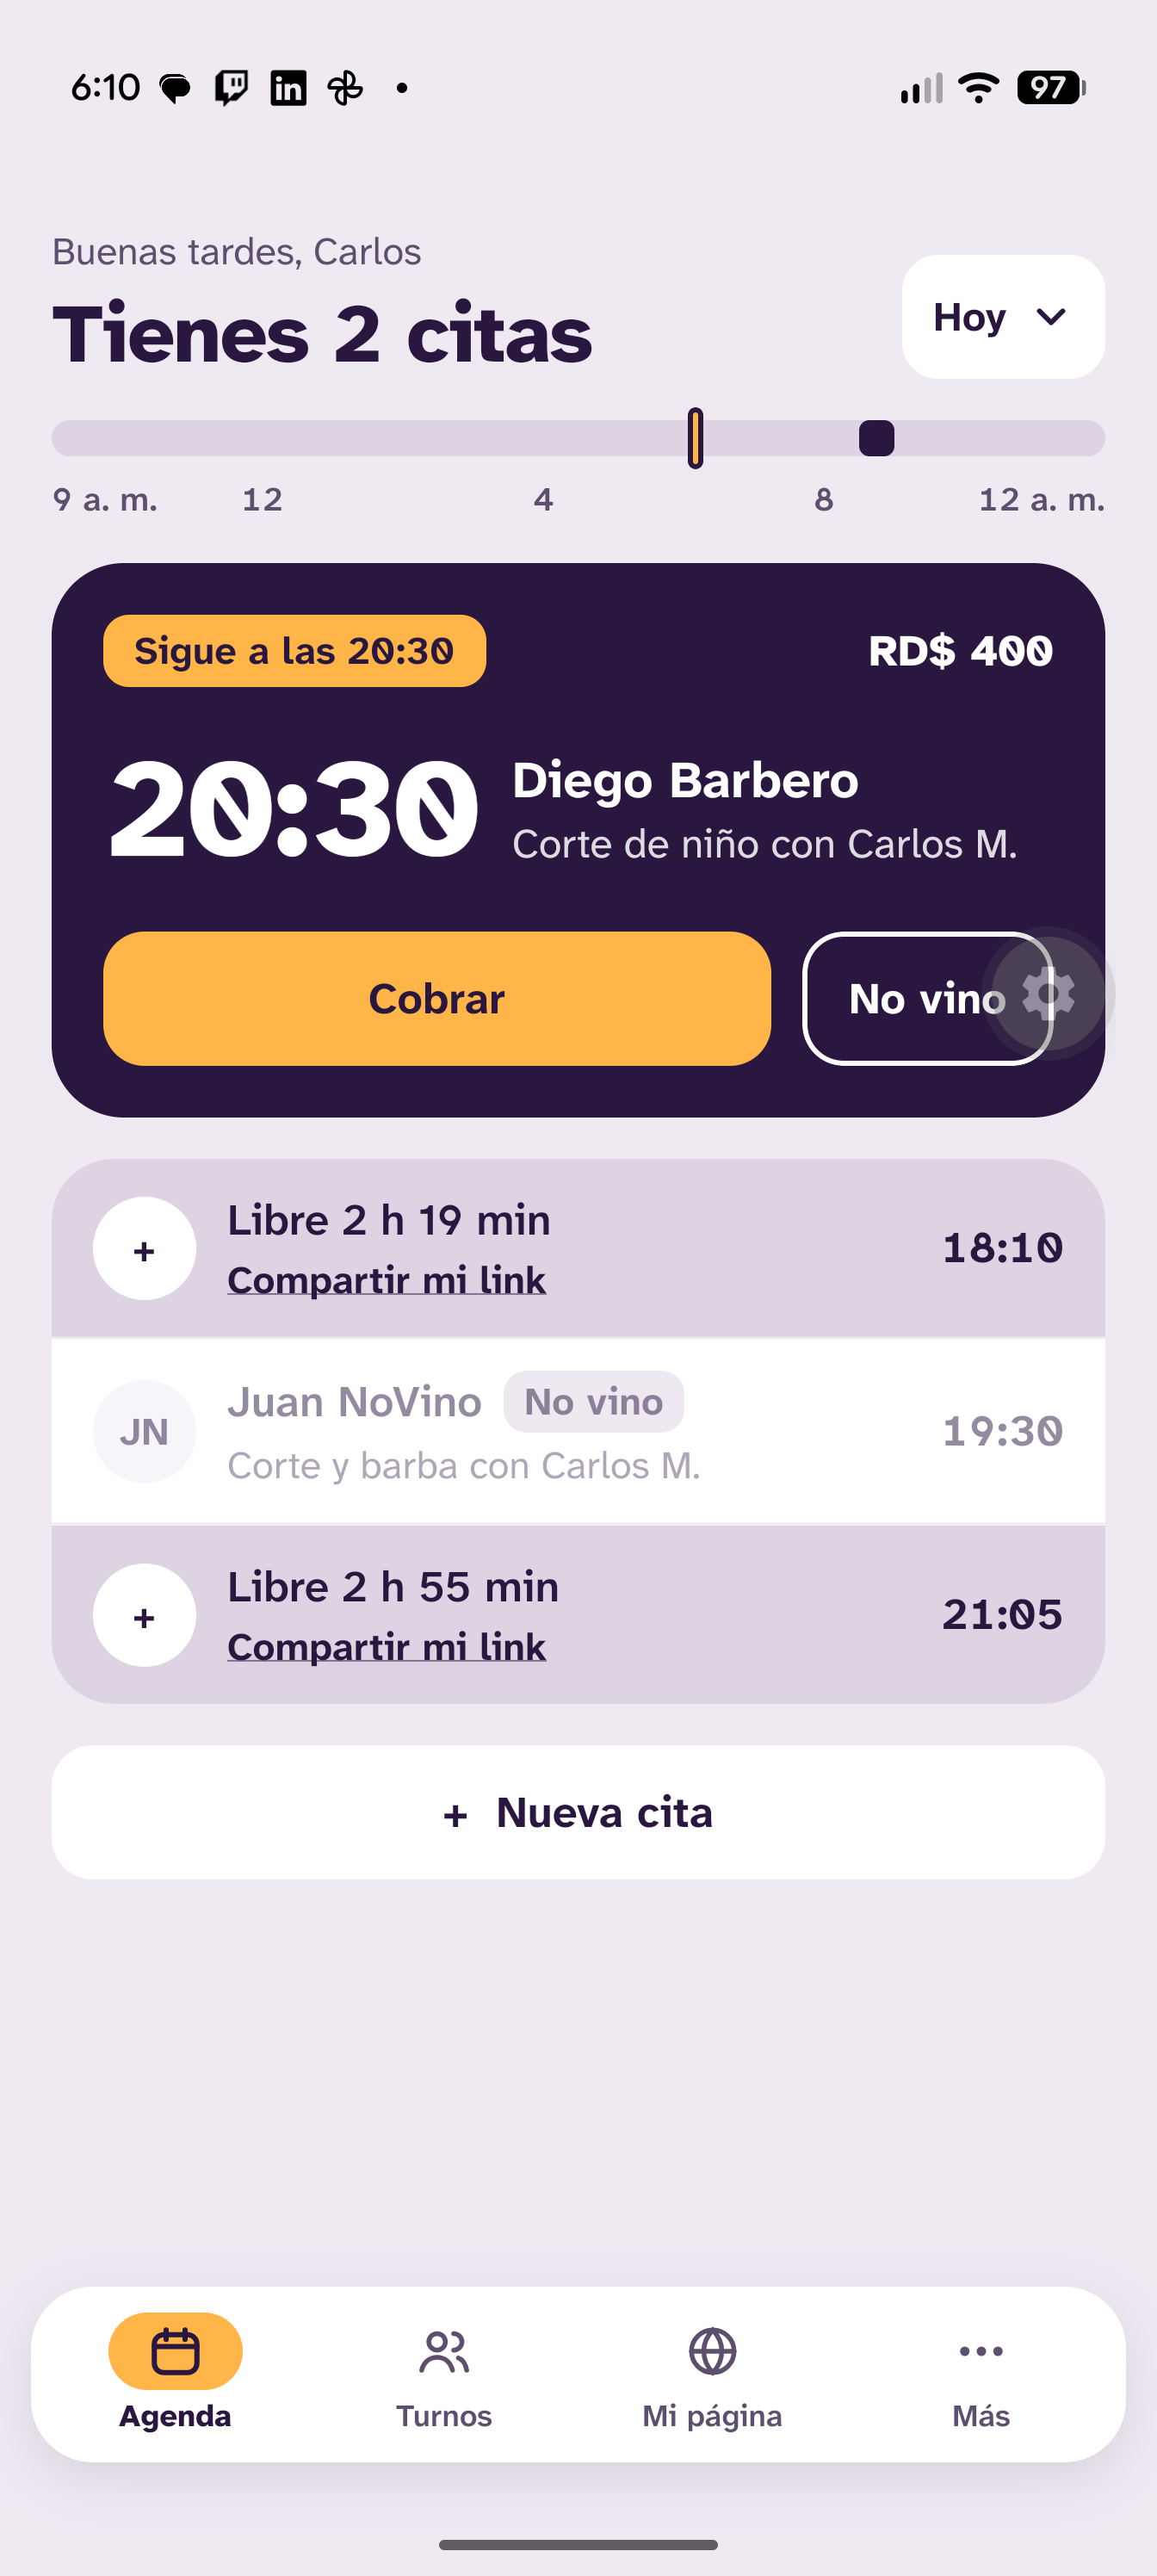 6:10
97
Buenas tardes, Carlos
Tienes 2 citas
Hoy
9 a. m. 12 4 8 12 a. m.
Sigue a las 20:30 RD$ 400
20:30
Diego Barbero
Corte de niño con Carlos M.
Cobrar
No vino
+
Libre 2 h 19 min
Compartir mi link
18:10
JN
Juan NoVino No vino
Corte y barba con Carlos M.
19:30
+
Libre 2 h 55 min
Compartir mi link
21:05
+ Nueva cita
Agenda Turnos Mi página Más